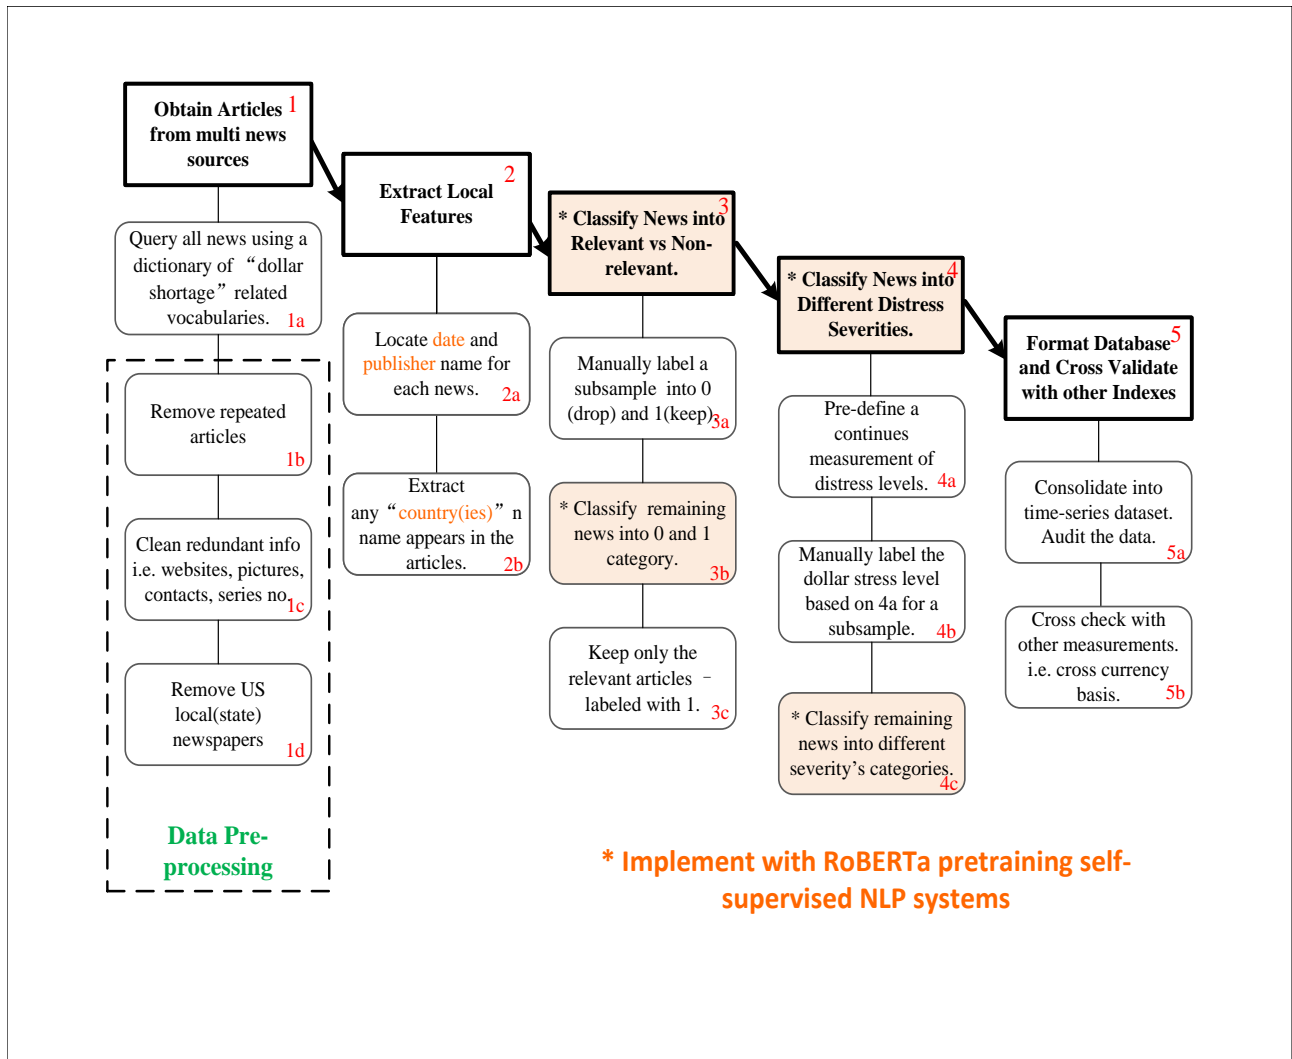 1
Obtain Articles
from multi news
sources
Query all news using a
dictionary of “dollar
shortage” related
vocabularies.
1a
Remove repeated
articles
1b
Clean redundant info
i.e. websites, pictures,
contacts, series no.
1c
Remove US
local(state)
newspapers
1d
Data Pre-
processing
2
Extract Local
Features
Locate date and
publisher name for
each news.
2a
Extract
any “country(ies)” n
name appears in the
articles.
2b
3
* Classify News into
Relevant vs Non-
relevant.
Manually label a
subsample into 0
(drop) and 1(keep).
3a
* Classify remaining
news into 0 and 1
category.
3b
Keep only the
relevant articles –
labeled with 1.
3c
4
* Classify News into
Different Distress
Severities.
Pre-define a
continues
measurement of
distress levels.
4a
Manually label the
dollar stress level
based on 4a for a
subsample.
4b
* Classify remaining
news into different
severity’s categories.
4c
5
Format Database
and Cross Validate
with other Indexes
Consolidate into
time-series dataset.
Audit the data.
5a
Cross check with
other measurements.
i.e. cross currency
basis.
5b
* Implement with RoBERTa pretraining self-
supervised NLP systems